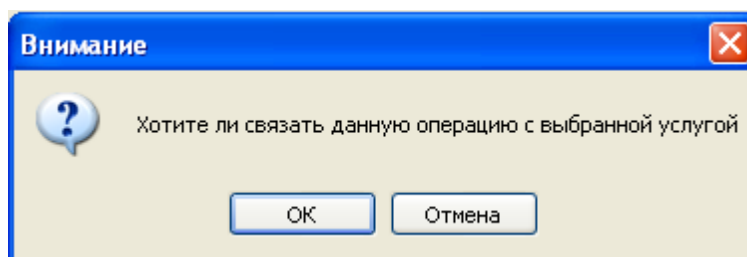 Внимание
Хотите ли связать данную операцию с выбранной услугой
ОК Отмена